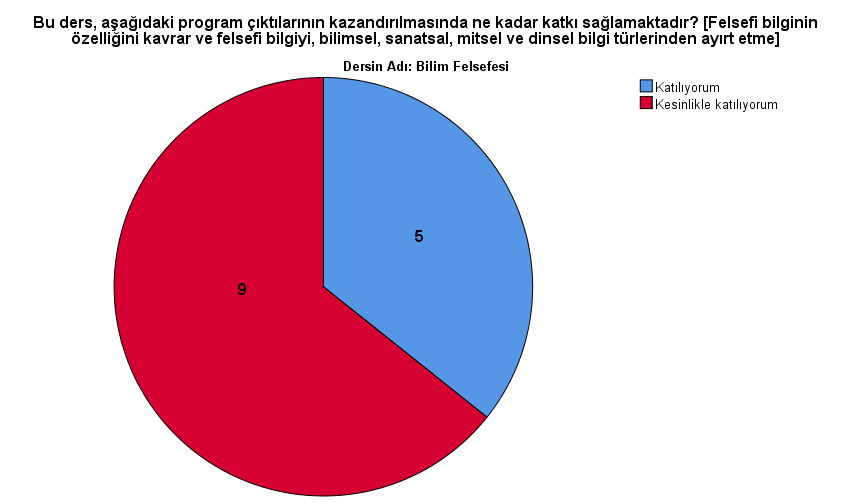 Bu ders, aşağıdaki program çıktılarının kazandırılmasında ne kadar katkı sağlamaktadır? [Felsefi bilginin
özelliğini kavrar ve felsefi bilgiyi, bilimsel, sanatsal, mitsel ve dinsel bilgi türlerinden ayırt etme]
Dersin Adı: Bilim Felsefesi
Katılıyorum
Kesinlikle katılıyorum
5
9